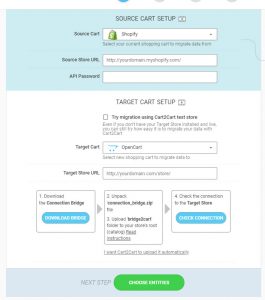 SOURCE CART SETUP
Source Cart
Shopify
Select your current shopping cart to migrate data from
Source Store URL
http://yourdomain.myshopify.com/
API Password
TARGET CART SETUP
Try migration using Cart2Cart test store
Even if you don't have your Target Store installed and live,
you can still try how easy it is to migrate your data with
Cart2Cart
Target Cart
OpenCart
Select new shopping cart to migrate data to
Target Store URL
http://yourdomain.com/store/
1. Download
the Connection Bridge
DOWNLOAD BRIDGE
2. Unpack
connection_bridge.zip
file
3. Upload bridge2cart
folder to your store's root
(catalog) Read
instructions
4. Check the connection
to the Target Store
CHECK CONNECTION
I want Cart2Cart to upload it automatically
NEXT STEP
CHOOSE ENTITIES